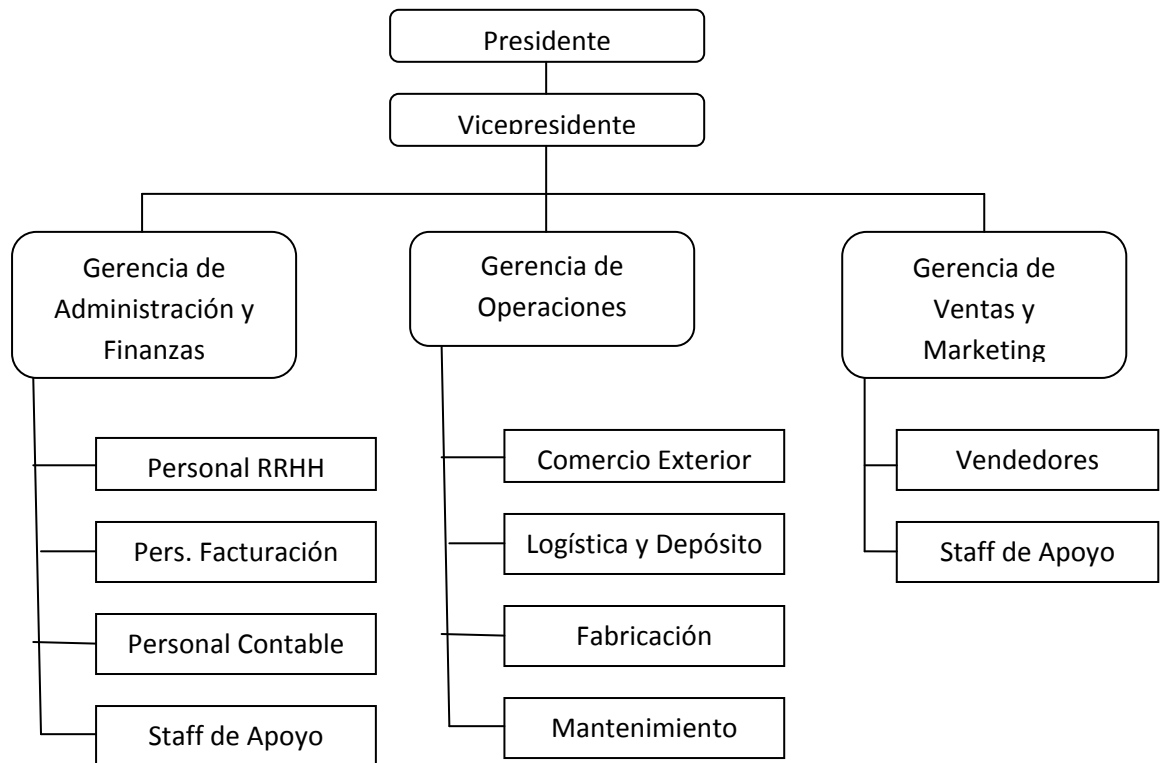 Presidente
Vicepresidente
Gerencia de
Administración y
Finanzas
Gerencia de
Operaciones
Gerencia de
Ventas y
Marketing
Personal RRHH
Pers. Facturación
Personal Contable
Staff de Apoyo
Comercio Exterior
Logística y Depósito
Fabricación
Mantenimiento
Vendedores
Staff de Apoyo